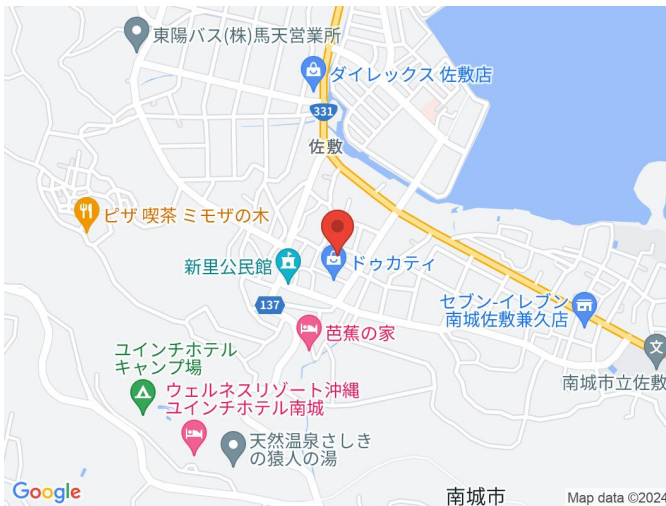 東陽バス(株)馬天営業所
ダイレックス 佐敷店
331
佐敷
ピザ 喫茶 ミモザの木
新里公民館
ドゥカティ
137
セブン-イレブン
南城佐敷兼久店
芭蕉の家
ユインチホテル
キャンプ場
南城市立佐敷
ウェルネスリゾート沖縄
ユインチホテル南城
天然温泉さしき
の猿人の湯
南城市
Google
Map data ©2024